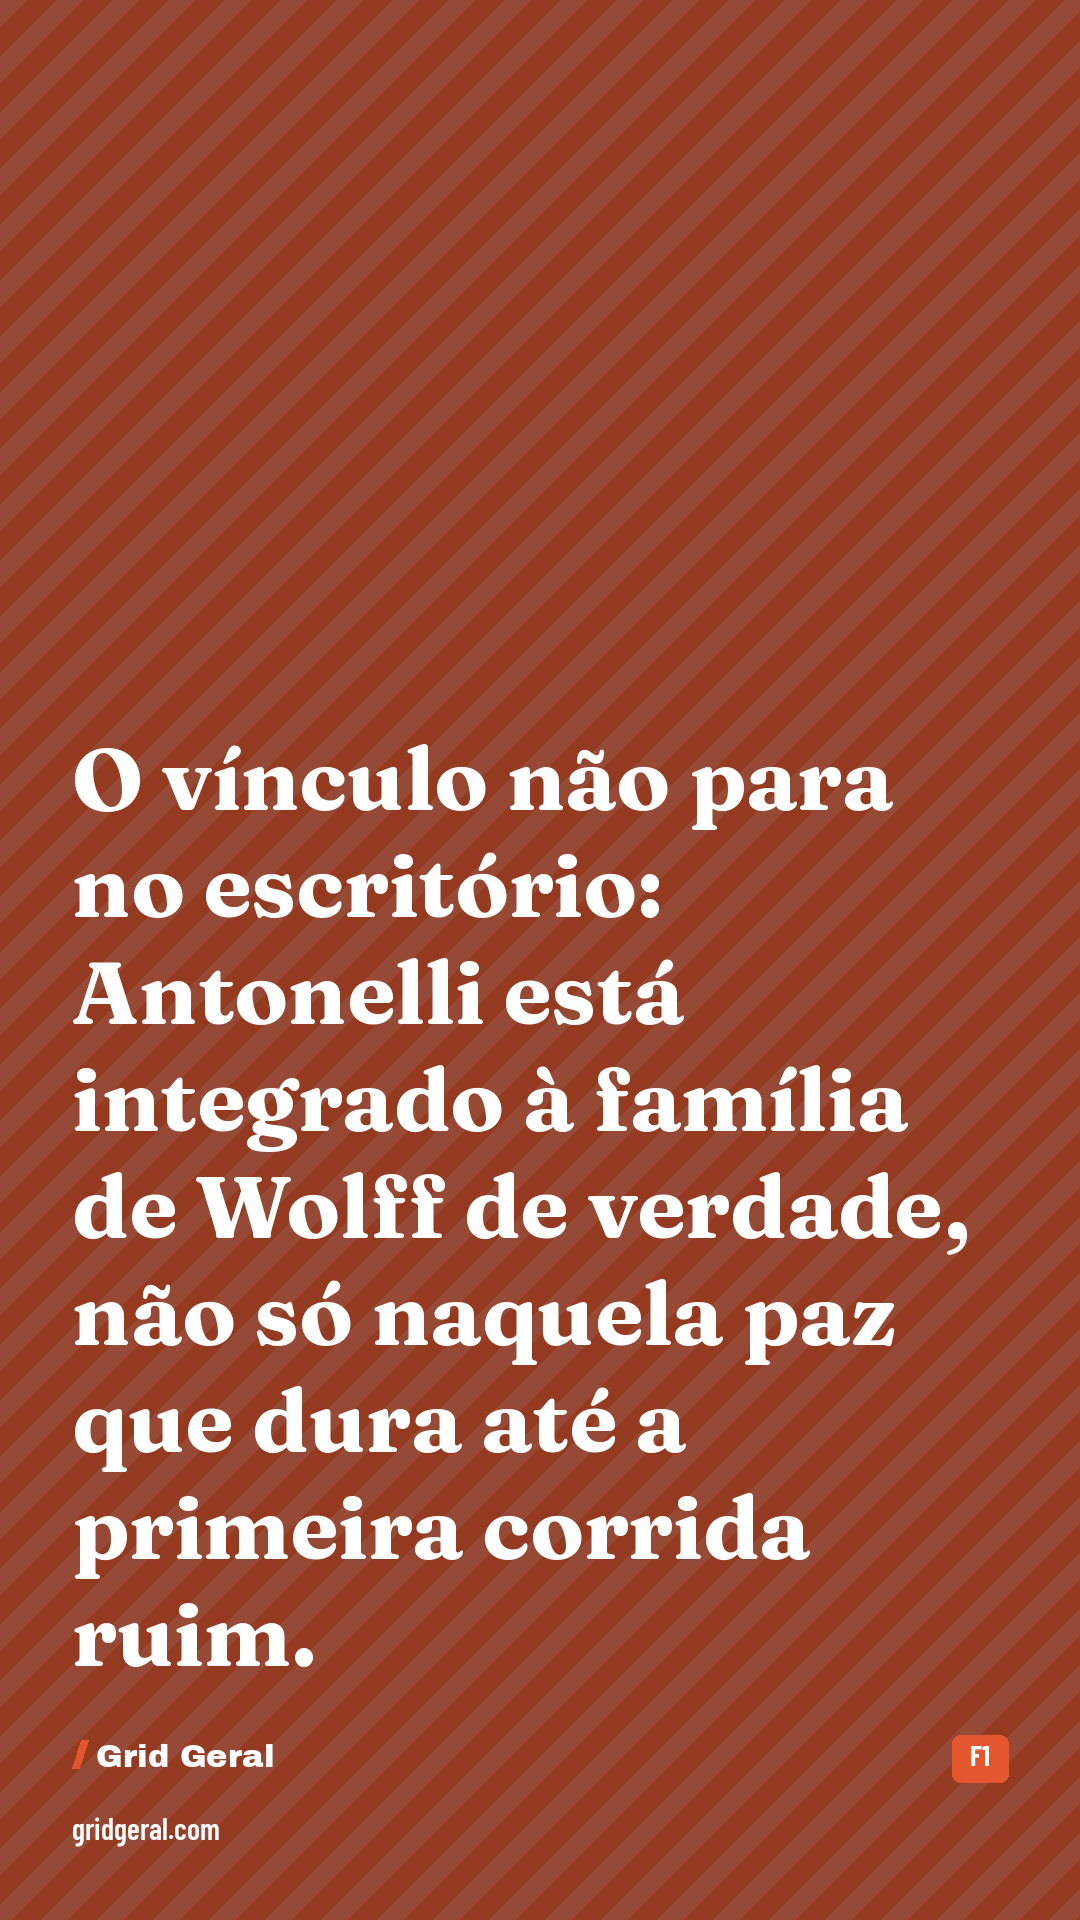 O vínculo não para
no escritório:
Antonelli está
integrado à família
de Wolff de verdade,
não só naquela paz
que dura até a
primeira corrida
ruim.
/ Grid Geral
F1
gridgeral.com